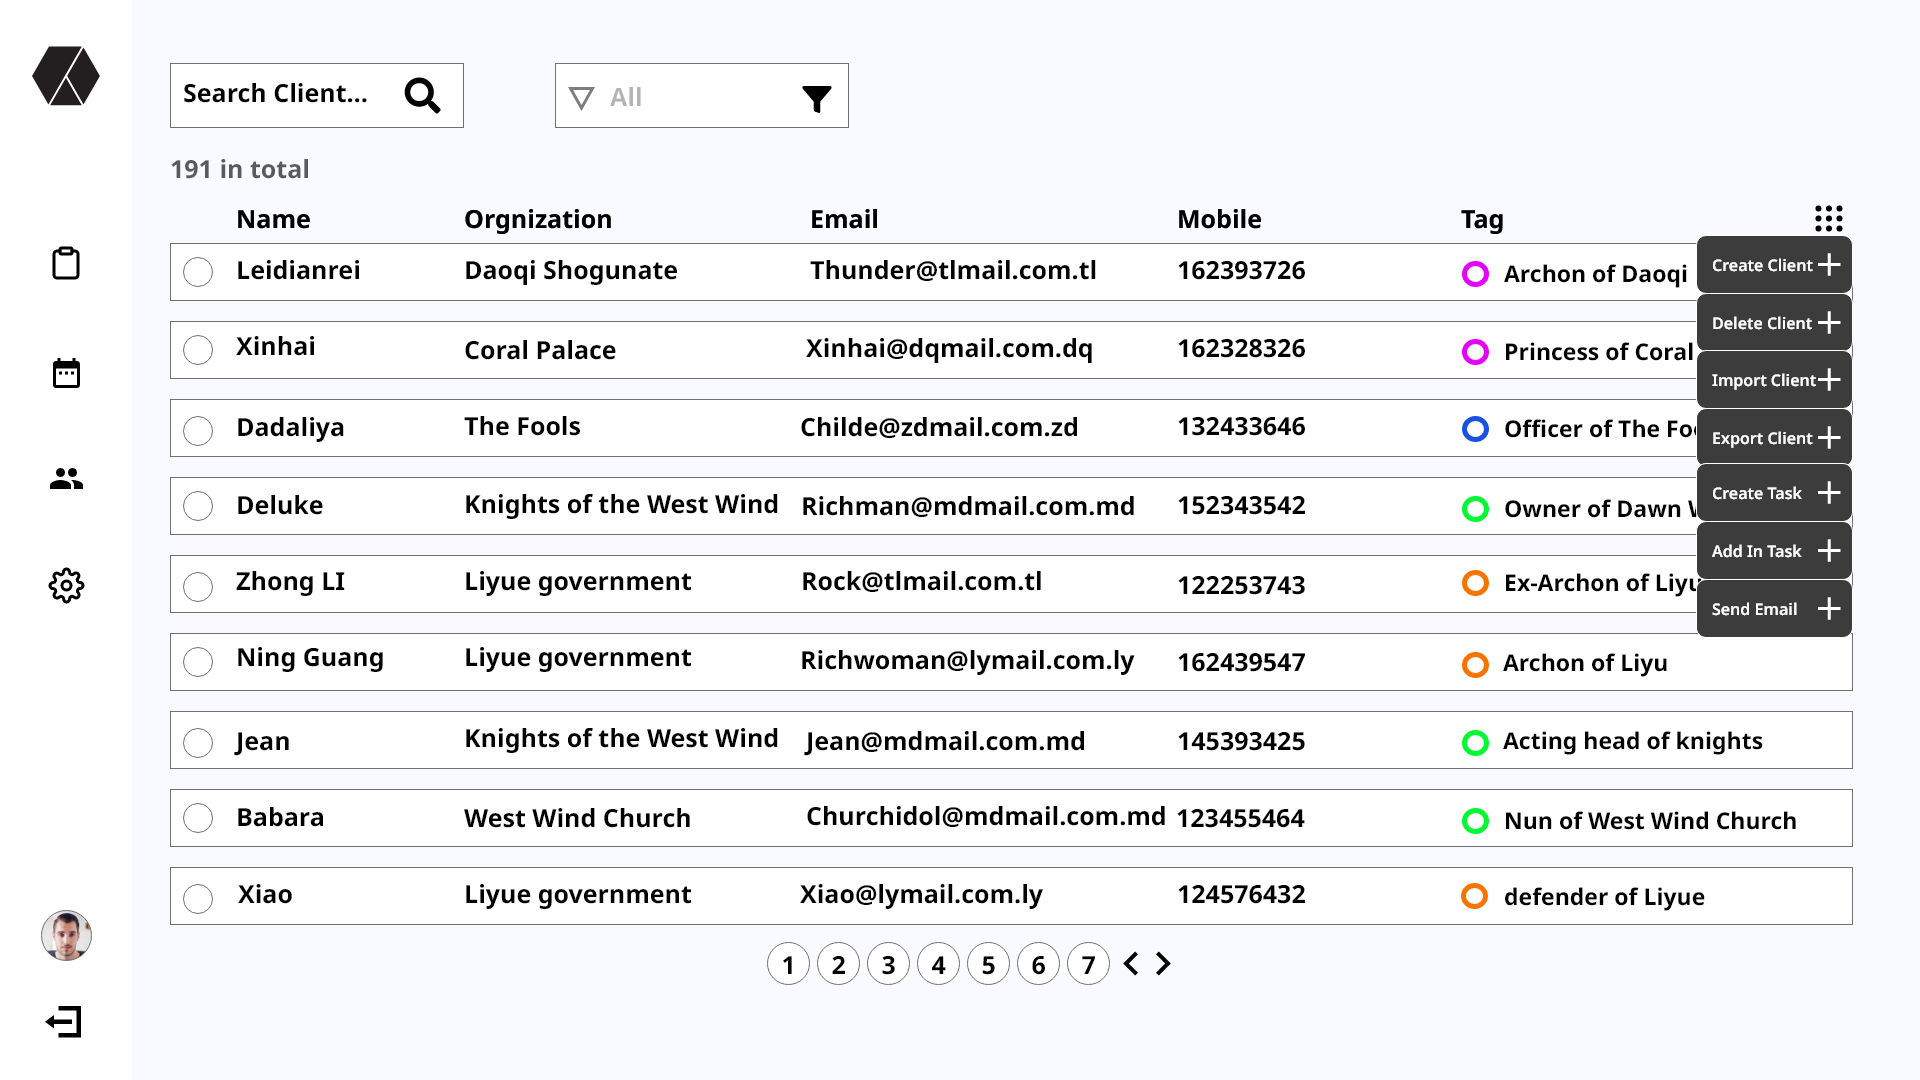 Search Client...
All
191 in total
Name Orgnization Email Mobile Tag
Leidianrei Daoqi Shogunate Thunder@tlmail.com.tl 162393726 Archon of Daoqi
Create Client
Xinhai Coral Palace Xinhai@dqmail.com.dq 162328326 Princess of Coral
Delete Client
Import Client
Dadaliya The Fools Childe@zdmail.com.zd 132433646 Officer of The
Export Client
Deluke Knights of the West Wind Richman@mdmail.com.md 152343542 Owner of Dawn
Create Task
Add In Task
Zhong LI Liyue government Rock@tlmail.com.tl 122253743 Ex-Archon of
Send Email
Ning Guang Liyue government Richwoman@lymail.com.ly 162439547 Archon of Liyu
Jean Knights of the West Wind Jean@mdmail.com.md 145393425 Acting head of knights
Babara West Wind Church Churchidol@mdmail.com.md 123455464 Nun of West Wind Church
Xiao Liyue government Xiao@lymail.com.ly 124576432 defender of Liyue
1 2 3 4 5 6 7